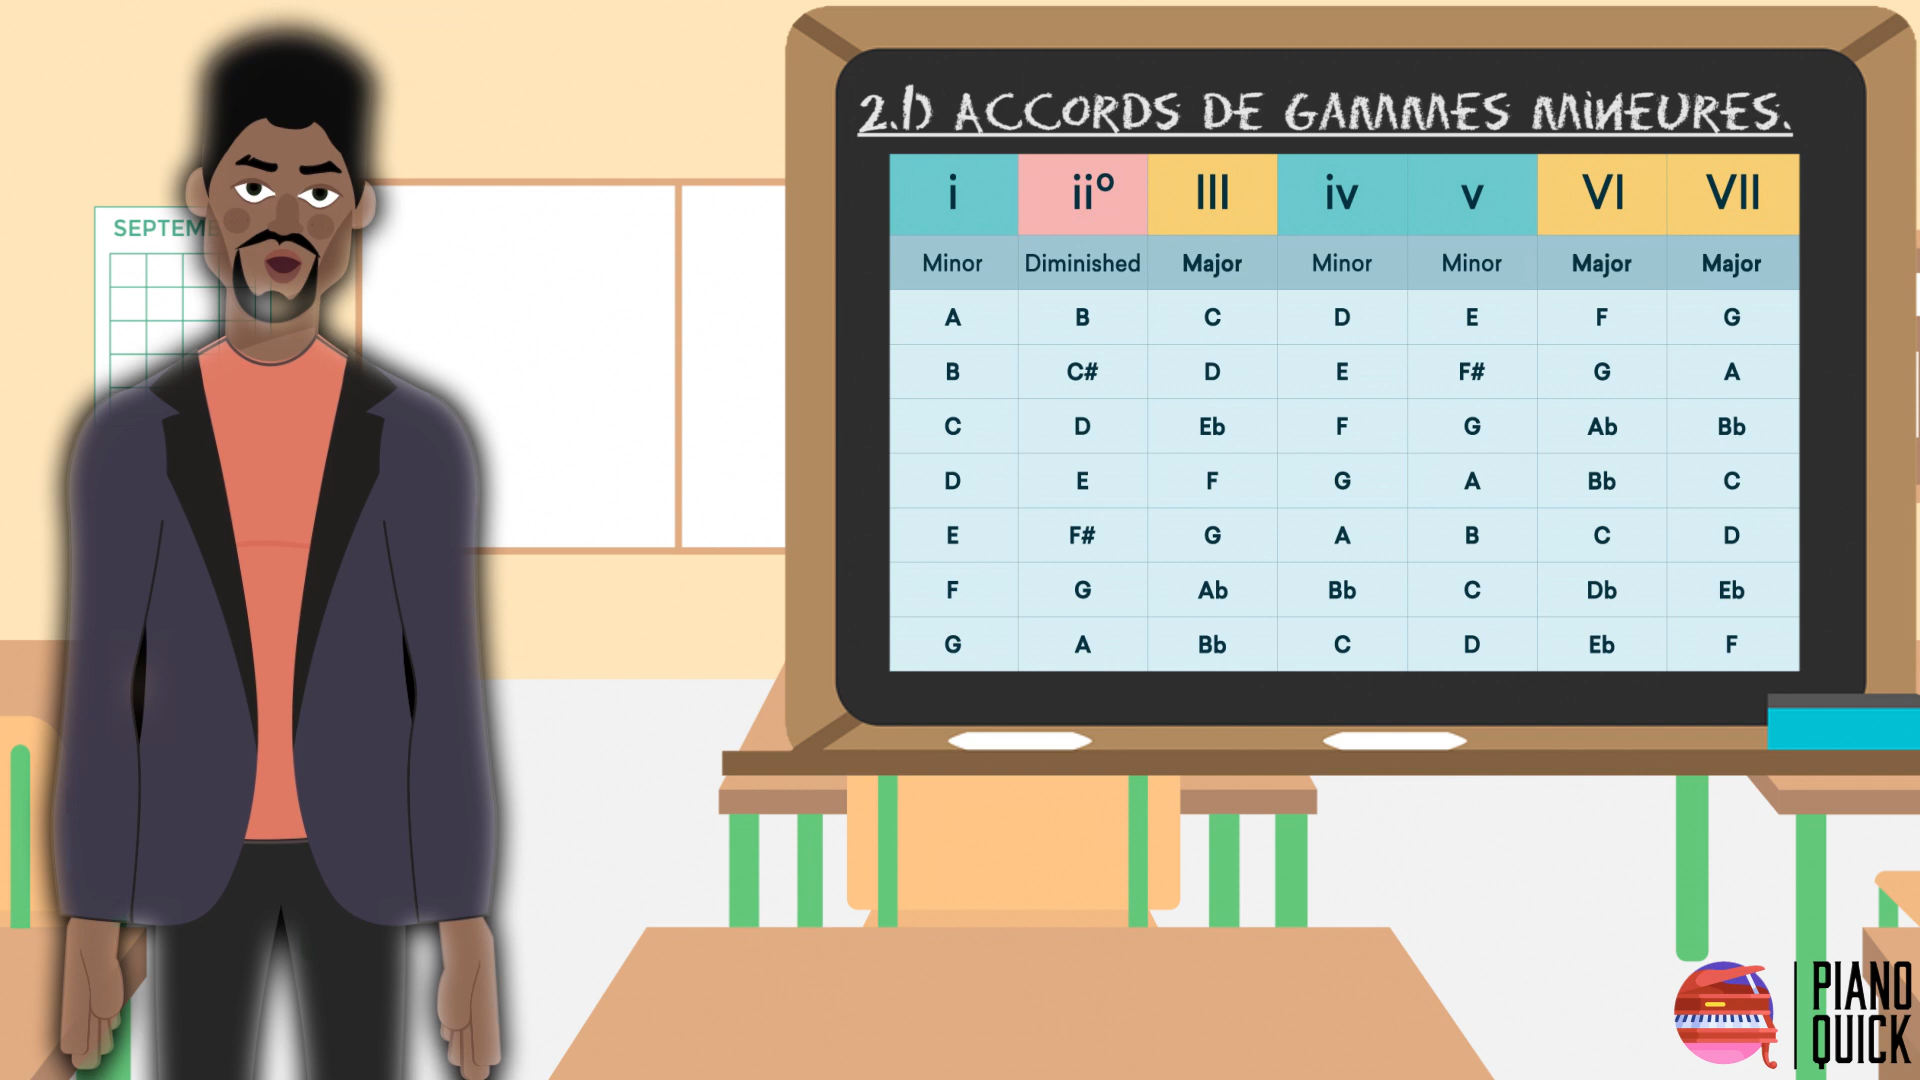 2.1) ACCORDS DE GAMMES MINEURES.
i ii° III iv v VI VII
Minor Diminished Major Minor Minor Major Major
A B C D E F G
B C# D E F# G A
C D Eb F G Ab Bb
D E F G A Bb C
E F# G A B C D
F G Ab Bb C Db Eb
G A Bb C D Eb F
SEPTEM
PIANO
QUICK